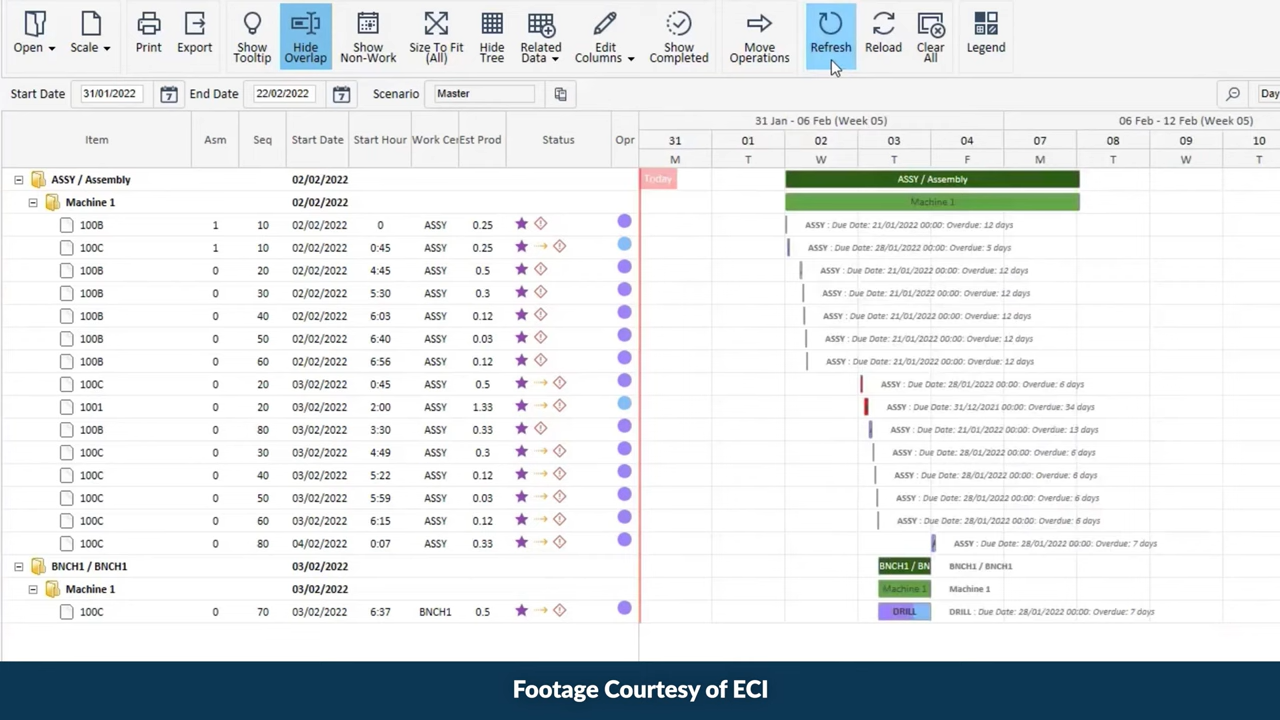 Open Scale Print Export Show Tooltip Hide Overlap Show Non-Work Size To Fit (All) Hide Tree Related Data Edit Columns Show Completed Move Operations Refresh Reload Clear All Legend
Start Date 31/01/2022 End Date 22/02/2022 Scenario Master Day
31 Jan - 06 Feb (Week 05) 06 Feb - 12 Feb (Week 05)
Item Asm Seq Start Date Start Hour Work Cer Est Prod Status Opr 31 01 02 03 04 07 08 09 10
M T W T F M T W T
ASSY / Assembly 02/02/2022 Today ASSY / Assembly
Machine 1 02/02/2022 Machine 1
100B 1 10 02/02/2022 0 ASSY 0.25 ASSY : Due Date: 21/01/2022 00:00: Overdue: 12 days
100C 1 10 02/02/2022 0:45 ASSY 0.25 ASSY : Due Date: 28/01/2022 00:00: Overdue: 5 days
100B 0 20 02/02/2022 4:45 ASSY 0.5 ASSY : Due Date: 21/01/2022 00:00: Overdue: 12 days
100B 0 30 02/02/2022 5:30 ASSY 0.3 ASSY : Due Date: 21/01/2022 00:00: Overdue: 12 days
100B 0 40 02/02/2022 6:03 ASSY 0.12 ASSY : Due Date: 21/01/2022 00:00: Overdue: 12 days
100B 0 50 02/02/2022 6:40 ASSY 0.03 ASSY : Due Date: 21/01/2022 00:00: Overdue: 12 days
100B 0 60 02/02/2022 6:56 ASSY 0.12 ASSY : Due Date: 21/01/2022 00:00: Overdue: 12 days
100C 0 20 03/02/2022 0:45 ASSY 0.5 ASSY : Due Date: 28/01/2022 00:00: Overdue: 6 days
1001 0 20 03/02/2022 2:00 ASSY 1.33 ASSY : Due Date: 31/12/2021 00:00: Overdue: 34 days
100B 0 80 03/02/2022 3:30 ASSY 0.33 ASSY : Due Date: 21/01/2022 00:00: Overdue: 13 days
100C 0 30 03/02/2022 4:49 ASSY 0.3 ASSY : Due Date: 28/01/2022 00:00: Overdue: 6 days
100C 0 40 03/02/2022 5:22 ASSY 0.12 ASSY : Due Date: 28/01/2022 00:00: Overdue: 6 days
100C 0 50 03/02/2022 5:59 ASSY 0.03 ASSY : Due Date: 28/01/2022 00:00: Overdue: 6 days
100C 0 60 03/02/2022 6:15 ASSY 0.12 ASSY : Due Date: 28/01/2022 00:00: Overdue: 6 days
100C 0 80 04/02/2022 0:07 ASSY 0.33 ASSY : Due Date: 28/01/2022 00:00: Overdue: 7 days
BNCH1 / BNCH1 03/02/2022 BNCH1 / BN BNCH1 / BNCH1
Machine 1 03/02/2022 Machine 1 Machine 1
100C 0 70 03/02/2022 6:37 BNCH1 0.5 DRILL DRILL : Due Date: 28/01/2022 00:00: Overdue: 7 days
Footage Courtesy of ECI